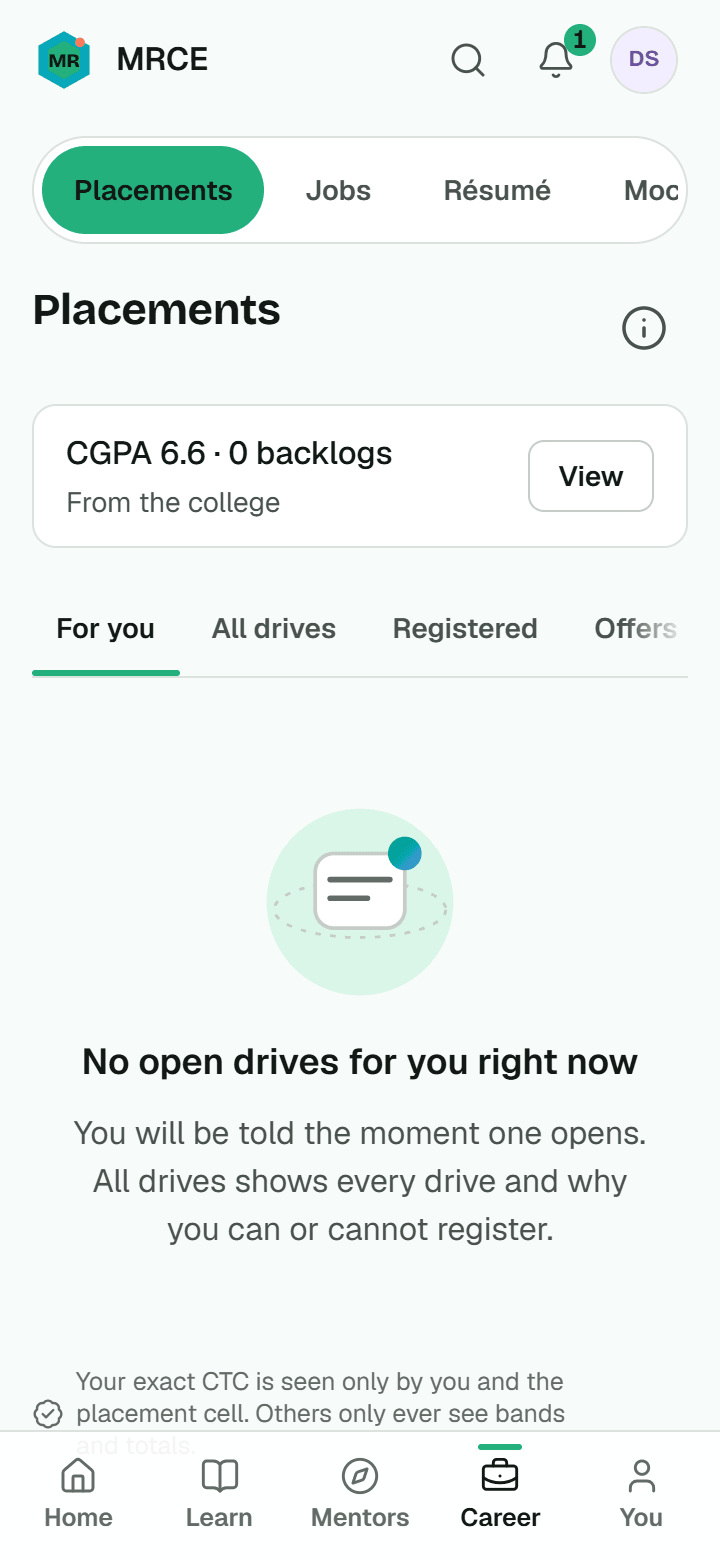 MR
MRCE
1
DS
Placements
Jobs
Résumé
Moc
Placements
CGPA 6.6 · 0 backlogs
From the college
View
For you
All drives
Registered
Offers
No open drives for you right now
You will be told the moment one opens.
All drives shows every drive and why
you can or cannot register.
Your exact CTC is seen only by you and the
placement cell. Others only ever see bands
and totals.
Home
Learn
Mentors
Career
You